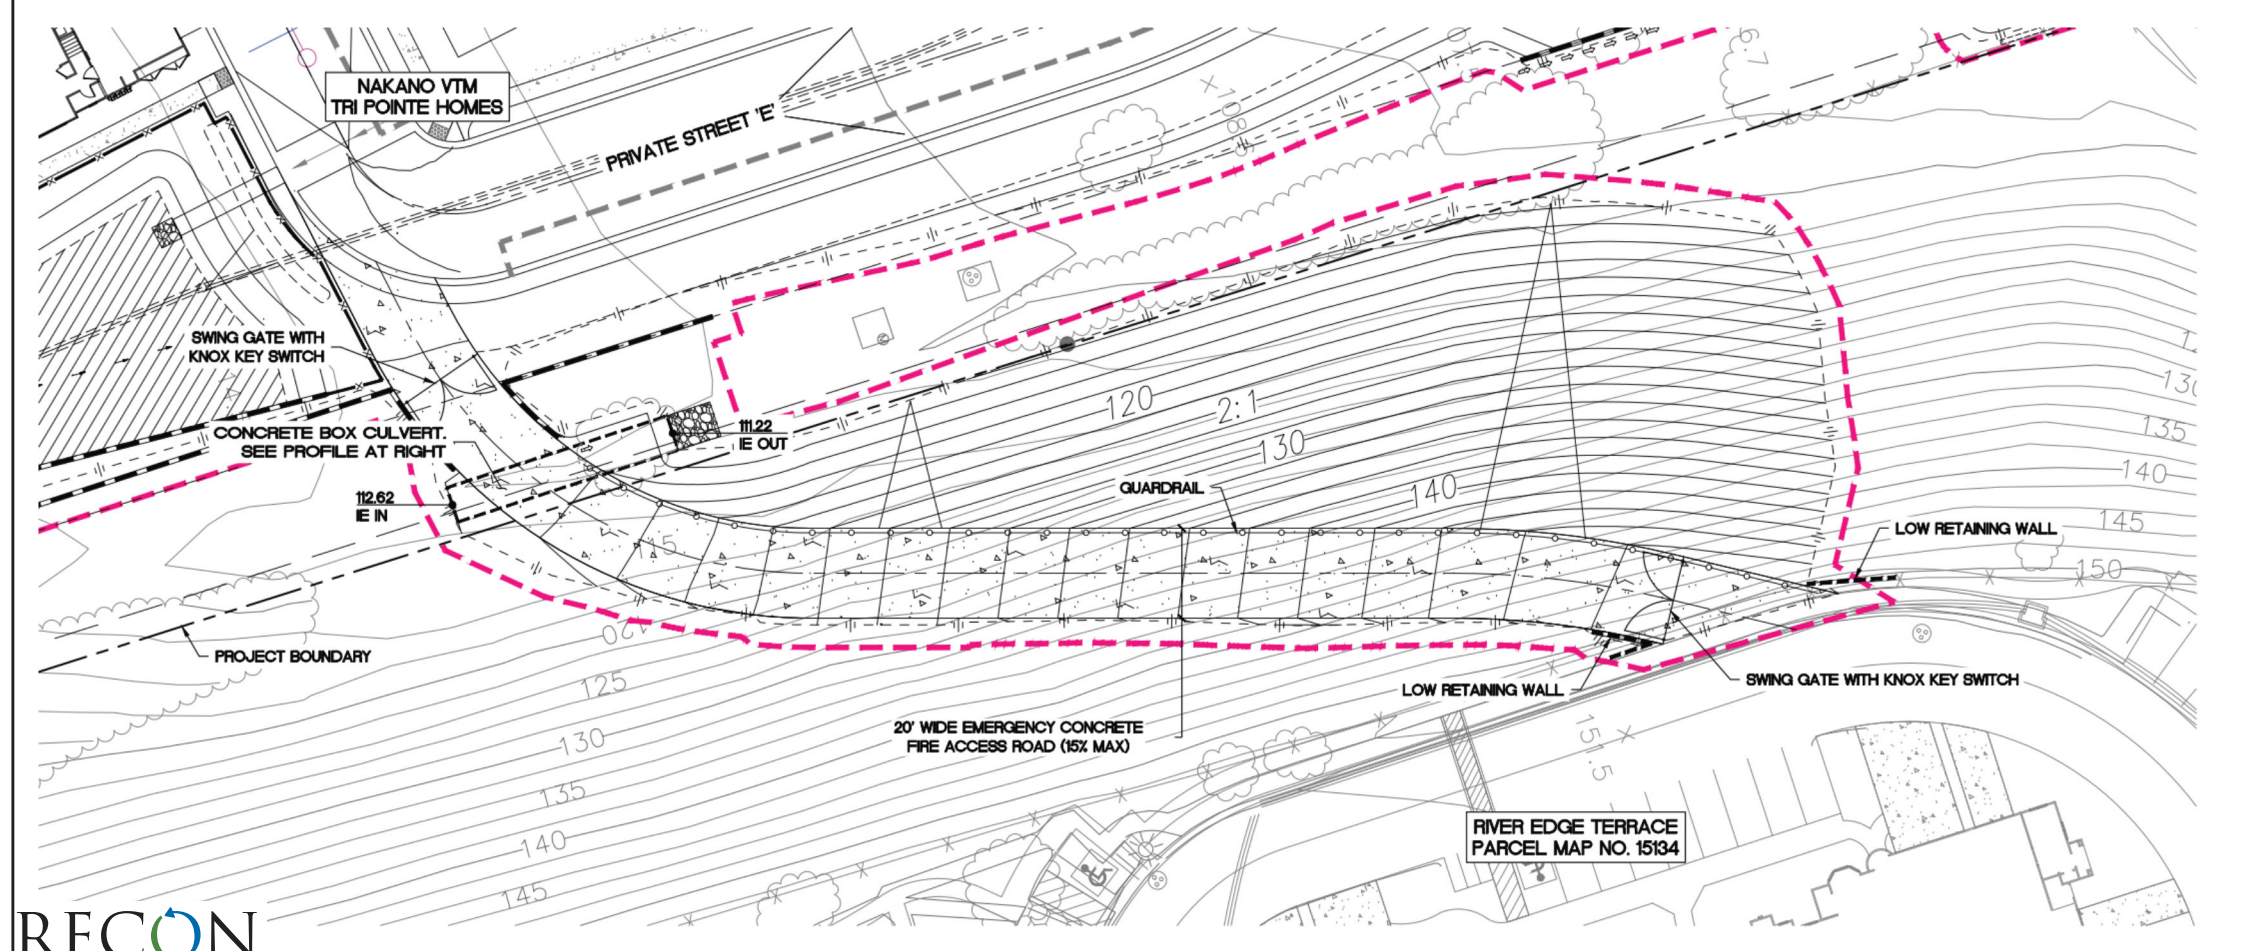 NAKANO VTM
TRI POINTE HOMES
PRIVATE STREET 'E'
SWING GATE WITH
KNOX KEY SWITCH
CONCRETE BOX CULVERT.
SEE PROFILE AT RIGHT
111.22
IE OUT
112.62
IE IN
120
2:1
130
140
GUARDRAIL
115
130
135
140
145
150
LOW RETAINING WALL
PROJECT BOUNDARY
120
125
130
135
140
145
LOW RETAINING WALL
SWING GATE WITH KNOX KEY SWITCH
20' WIDE EMERGENCY CONCRETE
FIRE ACCESS ROAD (15% MAX)
151.5
RIVER EDGE TERRACE
PARCEL MAP NO. 15134
RECON